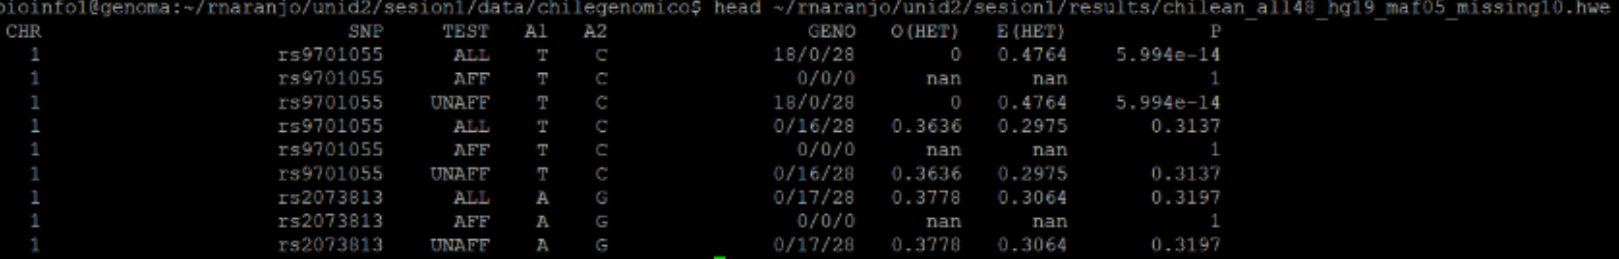 bioinfo1@genoma:~/rnaranjo/unid2/sesion1/data/chilegenomico$ head ~/rnaranjo/unid2/sesion1/results/chilean_all48_hg19_maf05_missing10.hwe
CHR SNP TEST A1 A2 GENO O(HET) E(HET) P
1 rs9701055 ALL T C 18/0/28 0 0.4764 5.994e-14
1 rs9701055 AFF T C 0/0/0 nan nan 1
1 rs9701055 UNAFF T C 18/0/28 0 0.4764 5.994e-14
1 rs9701055 ALL T C 0/16/28 0.3636 0.2975 0.3137
1 rs9701055 AFF T C 0/0/0 nan nan 1
1 rs9701055 UNAFF T C 0/16/28 0.3636 0.2975 0.3137
1 rs2073813 ALL A G 0/17/28 0.3778 0.3064 0.3197
1 rs2073813 AFF A G 0/0/0 nan nan 1
1 rs2073813 UNAFF A G 0/17/28 0.3778 0.3064 0.3197